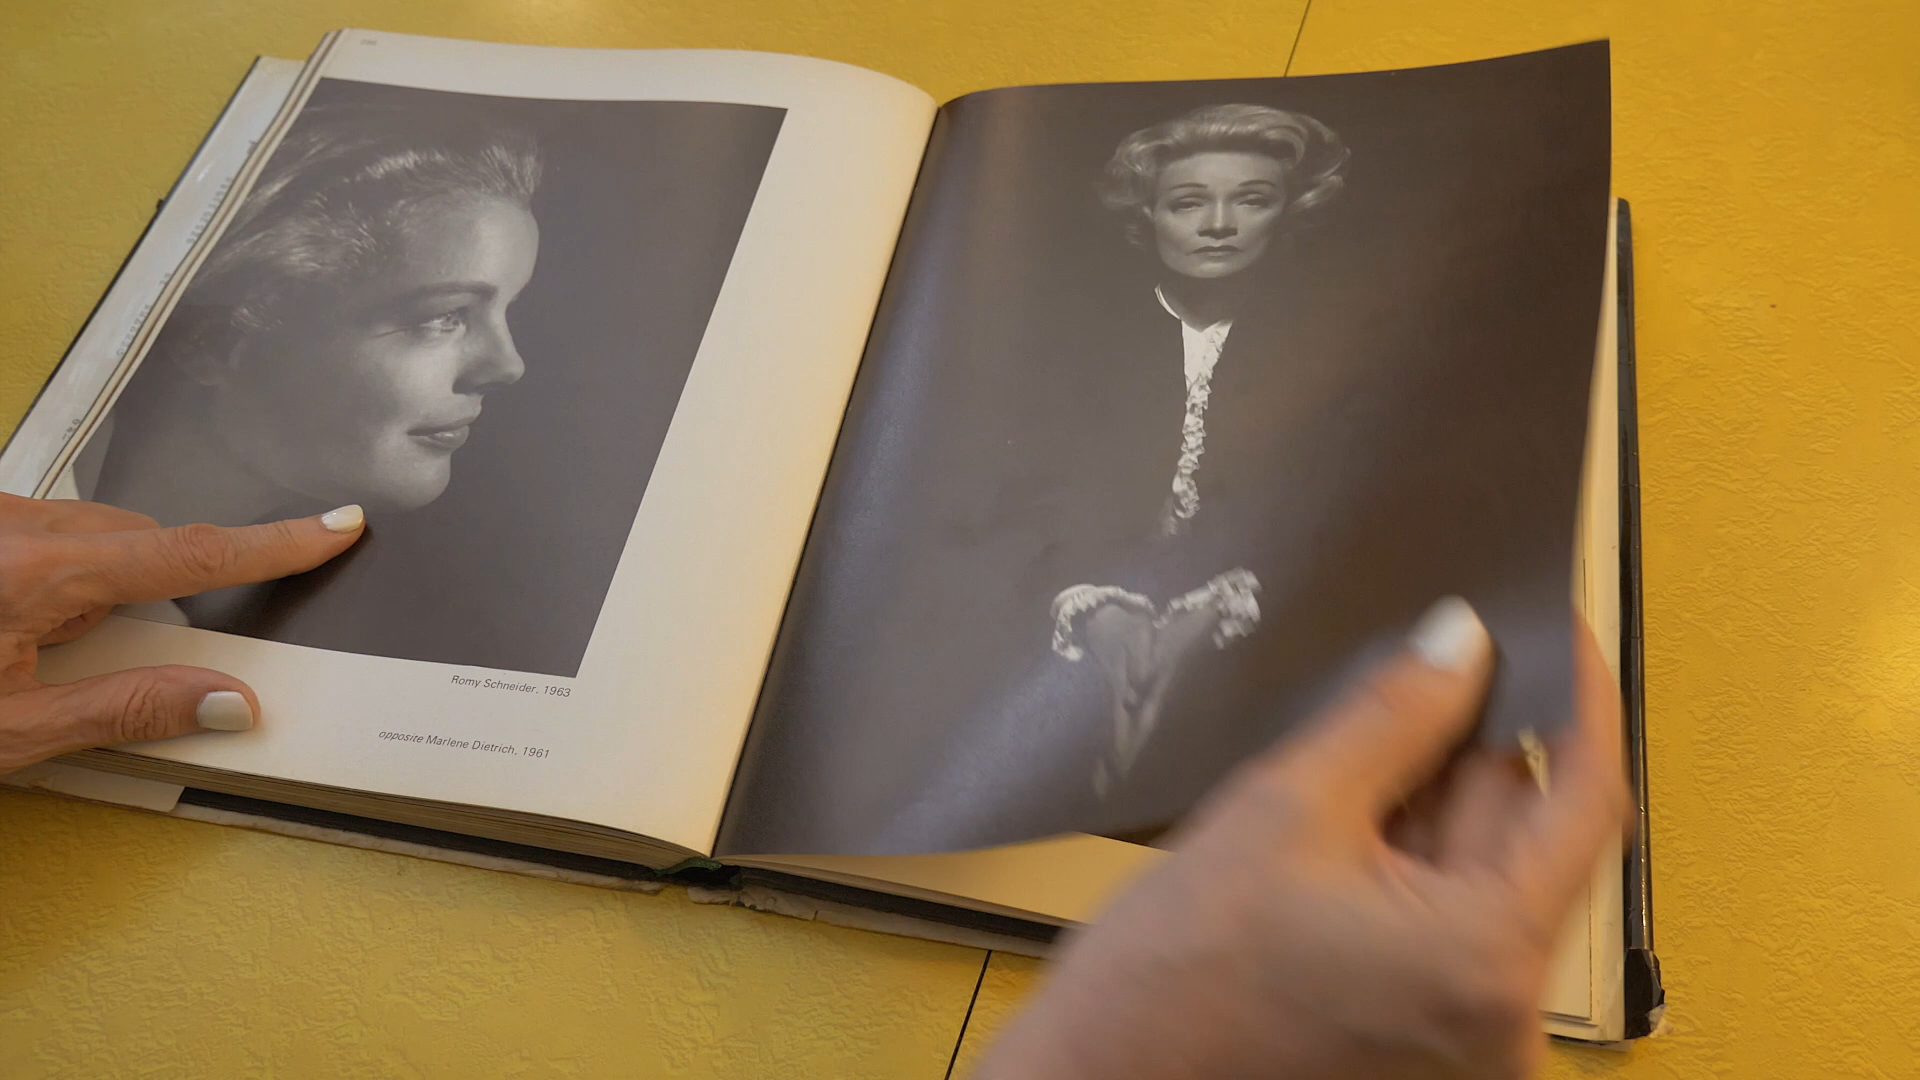 Romy Schneider, 1963
opposite Marlene Dietrich, 1961